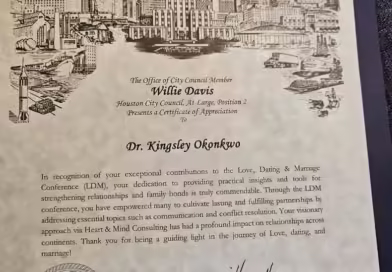 The Office of City Council Member
Willie Davis
Houston City Council, At Large, Position 2
Presents a Certificate of Appreciation
To
Dr. Kingsley Okonkwo
In recognition of your exceptional contributions to the Love, Dating & Marriage
Conference (LDM), your dedication to providing practical insights and tools for
strengthening relationships and family bonds is truly commendable. Through the LDM
conference, you have empowered many to cultivate lasting and fulfilling partnerships by
addressing essential topics such as communication and conflict resolution. Your visionary
approach via Heart & Mind Consulting has had a profound impact on relationships across
continents. Thank you for being a guiding light in the journey of Love, dating, and
marriage!